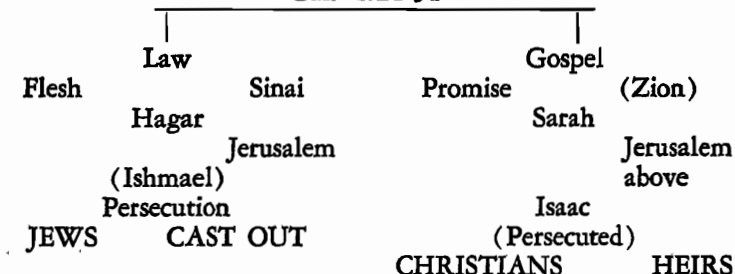 Law Gospel
Flesh Sinai Promise (Zion)
Hagar Sarah
Jerusalem Jerusalem
(Ishmael) above
Persecution Isaac
JEWS CAST OUT (Persecuted)
CHRISTIANS HEIRS